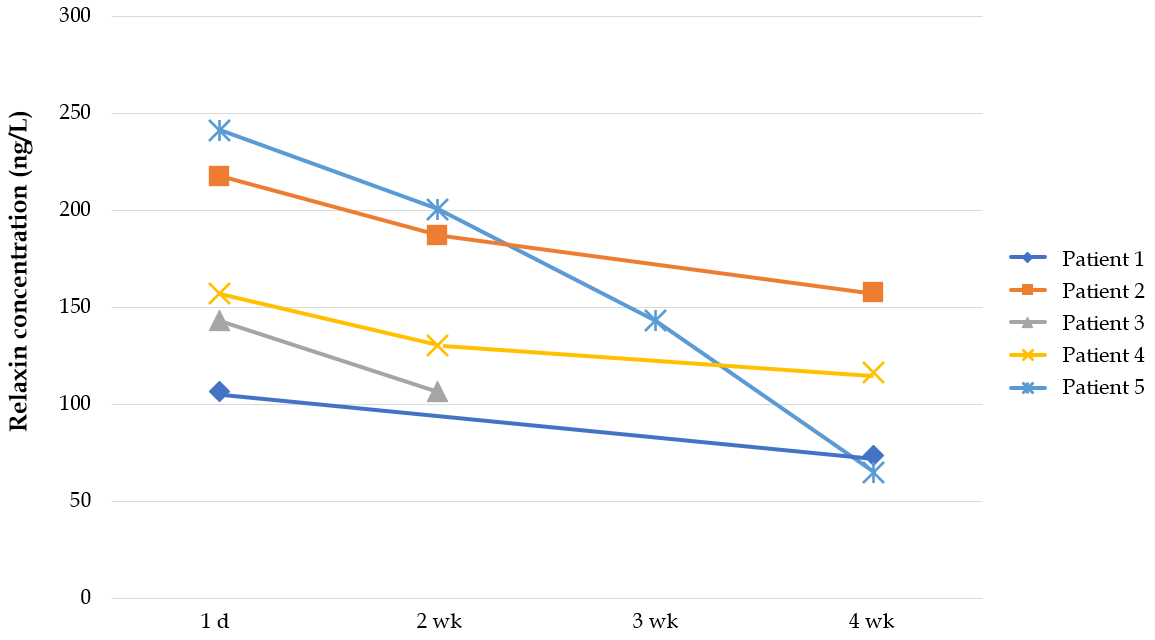 300
250
200
150
100
50
0
Relaxin concentration (ng/L)
1 d
2 wk
3 wk
4 wk
Patient 1
Patient 2
Patient 3
Patient 4
Patient 5